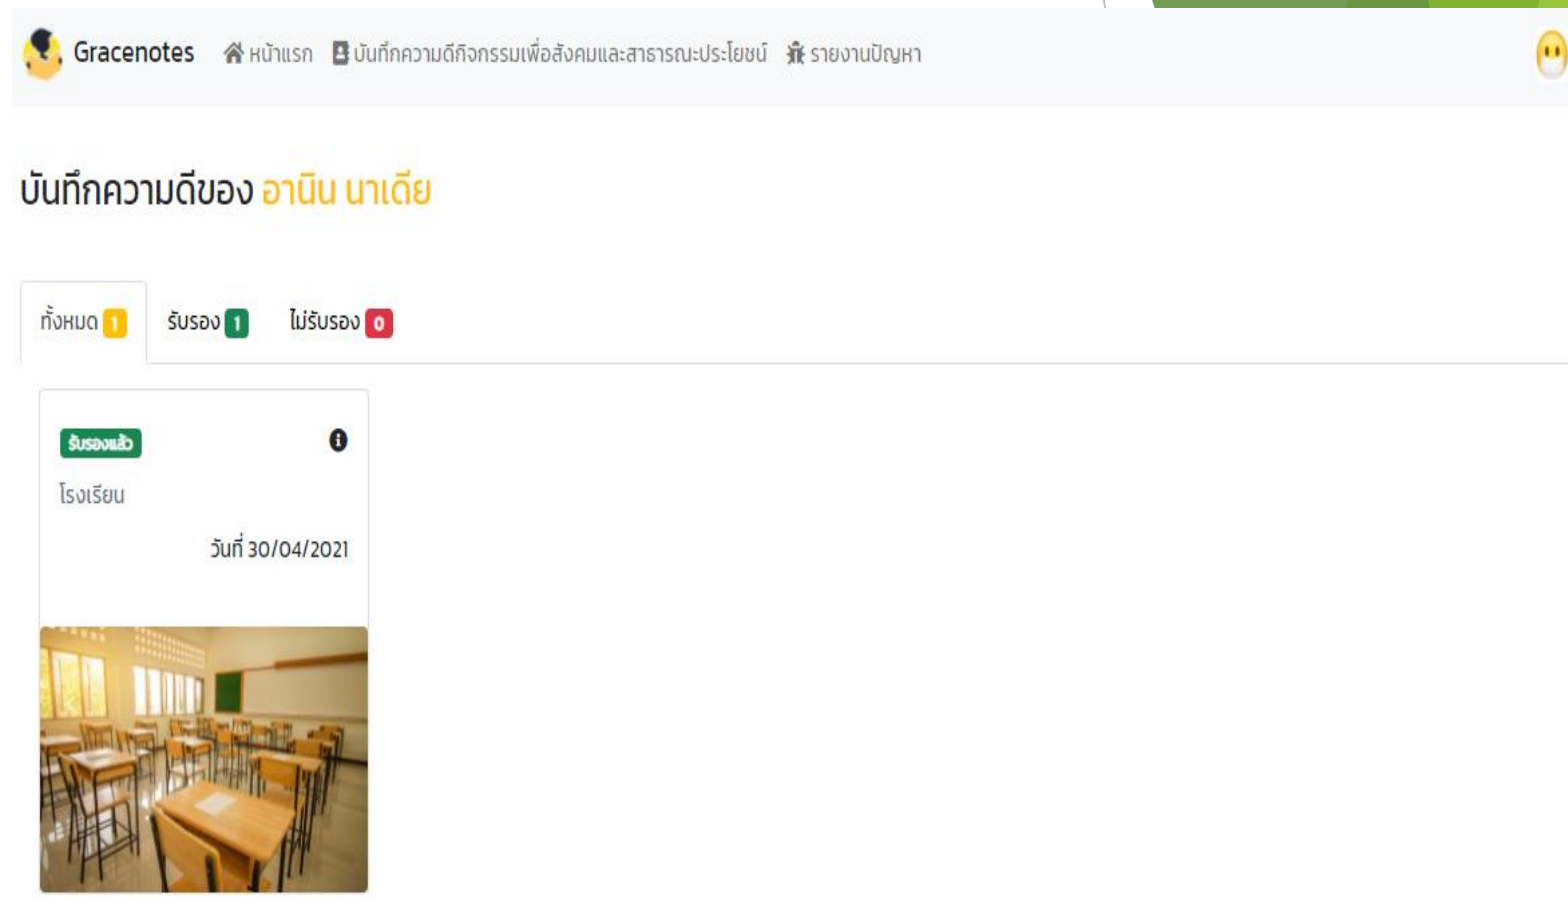 Gracenotes หน้าแรก บันทึกความดีกิจกรรมเพื่อสังคมและสาธารณะประโยชน์ รายงานปัญหา
บันทึกความดีของ อานิน นาเดีย
ทั้งหมด 1 รับรอง 1 ไม่รับรอง 0
รับรองแล้ว
โรงเรียน
วันที่ 30/04/2021